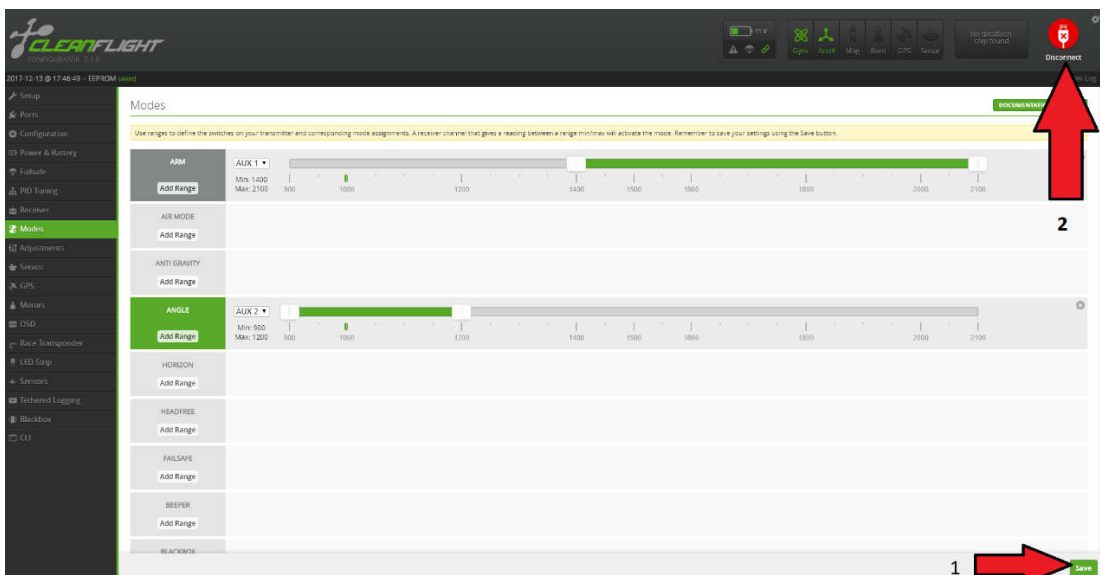 CLEANFLIGHT
CONFIGURATOR 2.1.0
11 V
Gyro Accel Mag Baro GPS Sonar
No dataflash
chip found
Disconnect
2017-12-13 @ 17:46:49 -- EEPROM saved
Log
Setup
Ports
Configuration
Power & Battery
Failsafe
PID Tuning
Receiver
Modes
Adjustments
Servos
GPS
Motors
OSD
Race Transponder
LED Strip
Sensors
Tethered Logging
Blackbox
CLI
Modes
Use ranges to define the switches on your transmitter and corresponding mode assignments. A receiver channel that gives a reading between a range min/max will activate the mode. Remember to save your settings using the Save button.
ARM
Add Range
AUX 1
Min: 1400
Max: 2100
900 1000 1200 1400 1500 1600 1800 2000 2100
2
AIR MODE
Add Range
ANTI GRAVITY
Add Range
ANGLE
Add Range
AUX 2
Min: 900
Max: 1200
900 1000 1200 1400 1500 1600 1800 2000 2100
HORIZON
Add Range
HEADFREE
Add Range
FAILSAFE
Add Range
BEEPER
Add Range
BLACKBOX
1
Save